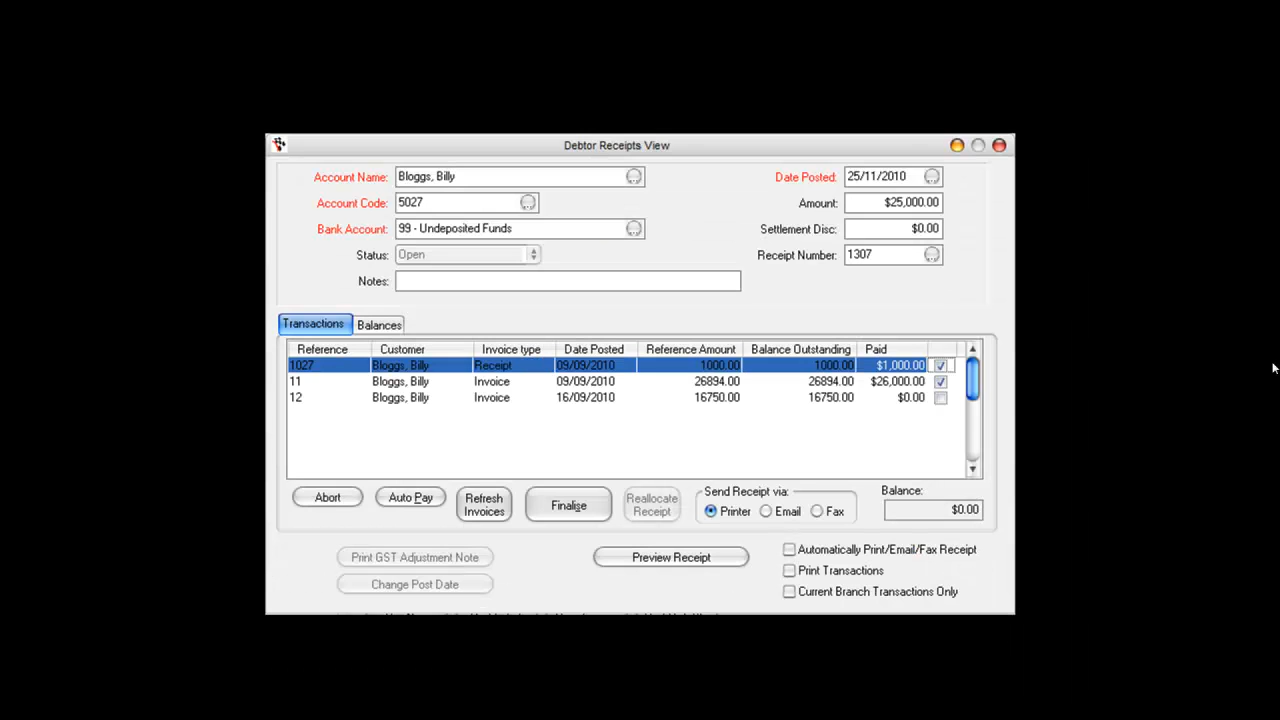 Debtor Receipts View
Account Name: Bloggs, Billy Date Posted: 25/11/2010
Account Code: 5027 Amount: $25,000.00
Bank Account: 99 - Undeposited Funds Settlement Disc: $0.00
Status: Open Receipt Number: 1307
Notes:
Transactions Balances
Reference Customer Invoice type Date Posted Reference Amount Balance Outstanding Paid
1027 Bloggs, Billy Receipt 09/09/2010 1000.00 1000.00 $1,000.00
11 Bloggs, Billy Invoice 09/09/2010 26894.00 26894.00 $26,000.00
12 Bloggs, Billy Invoice 16/09/2010 16750.00 16750.00 $0.00
Abort Auto Pay Refresh Invoices Finalise Reallocate Receipt Send Receipt via: Printer Email Fax Balance: $0.00
Print GST Adjustment Note Preview Receipt Automatically Print/Email/Fax Receipt
Print Transactions
Change Post Date Current Branch Transactions Only